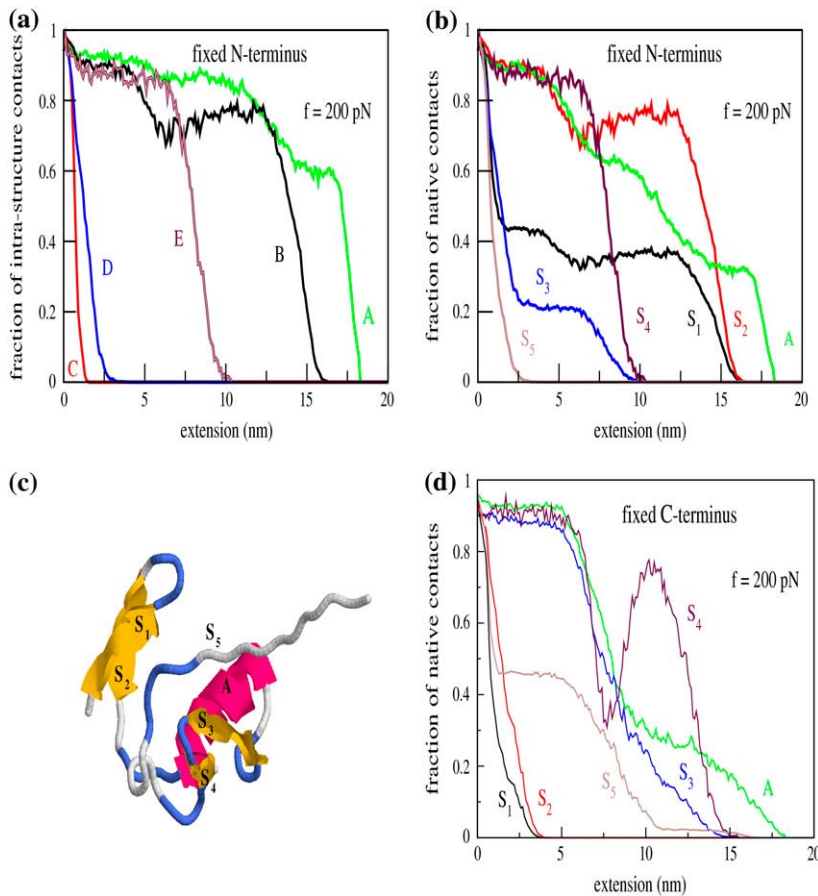 (a)
fixed N-terminus
f = 200 pN
fraction of intra-structure contacts
1
0.8
0.6
0.4
0.2
0
C
D
E
B
A
0 5 10 15 20
extension (nm)
(b)
fixed N-terminus
f = 200 pN
fraction of native contacts
1
0.8
0.6
0.4
0.2
0
S5
S3
S4
S1
S2
A
0 5 10 15 20
extension (nm)
(c)
S1
S2
S5
A
S3
S4
(d)
fixed C-terminus
f = 200 pN
fraction of native contacts
1
0.8
0.6
0.4
0.2
0
S1
S2
S5
S3
S4
A
0 5 10 15 20
extension (nm)